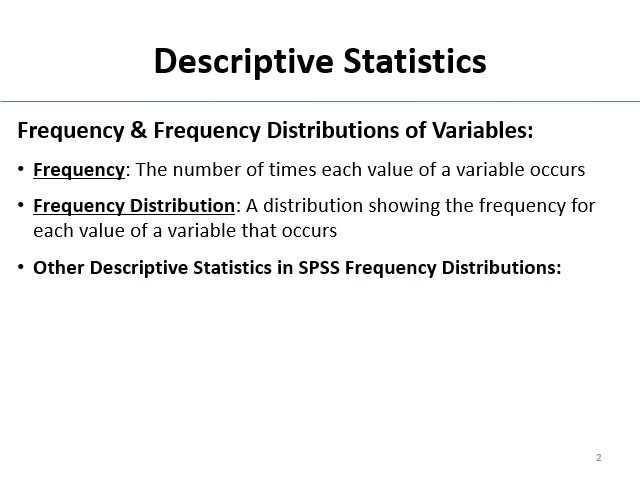 Descriptive Statistics
Frequency & Frequency Distributions of Variables:
• Frequency: The number of times each value of a variable occurs
• Frequency Distribution: A distribution showing the frequency for
each value of a variable that occurs
• Other Descriptive Statistics in SPSS Frequency Distributions:
2